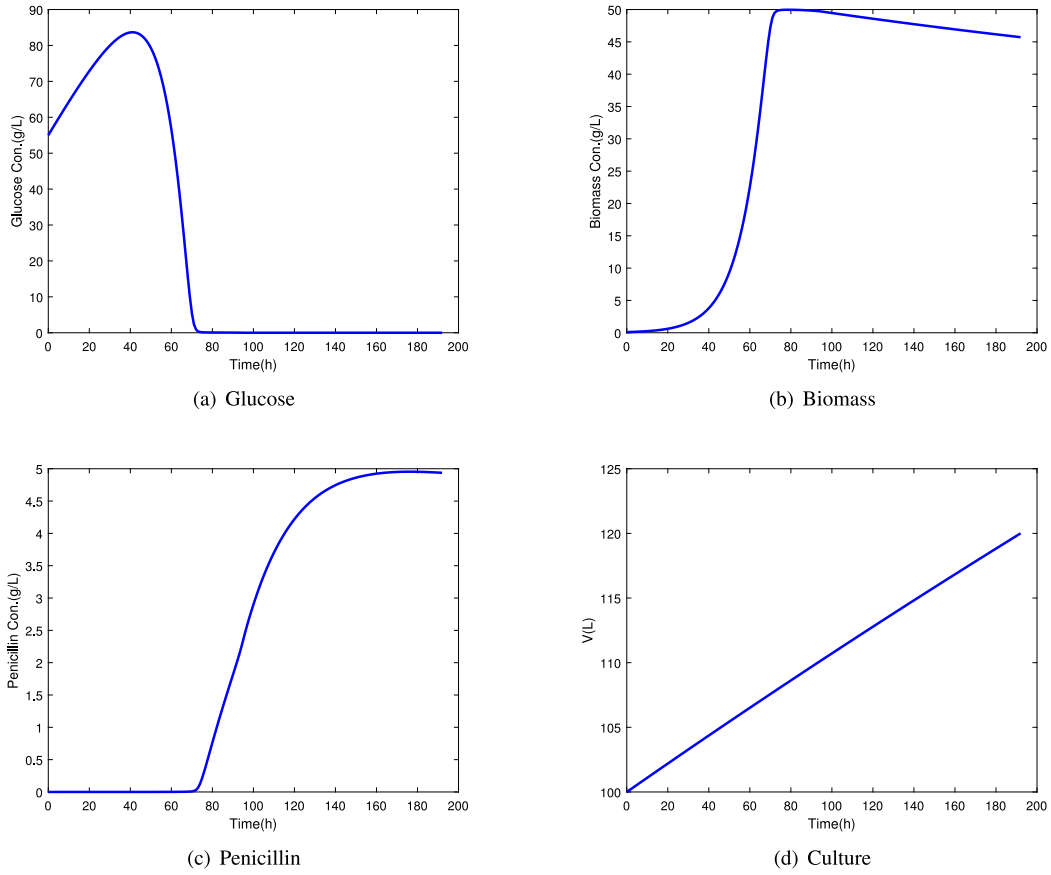 90
80
70
60
50
40
30
20
10
0
Glucose Con.(g/L)
0 20 40 60 80 100 120 140 160 180 200
Time(h)
(a) Glucose
50
45
40
35
30
25
20
15
10
5
0
Biomass Con.(g/L)
0 20 40 60 80 100 120 140 160 180 200
Time(h)
(b) Biomass
5
4.5
4
3.5
3
2.5
2
1.5
1
0.5
0
Penicillin Con.(g/L)
0 20 40 60 80 100 120 140 160 180 200
Time(h)
(c) Penicillin
125
120
115
110
105
100
V(L)
0 20 40 60 80 100 120 140 160 180 200
Time(h)
(d) Culture